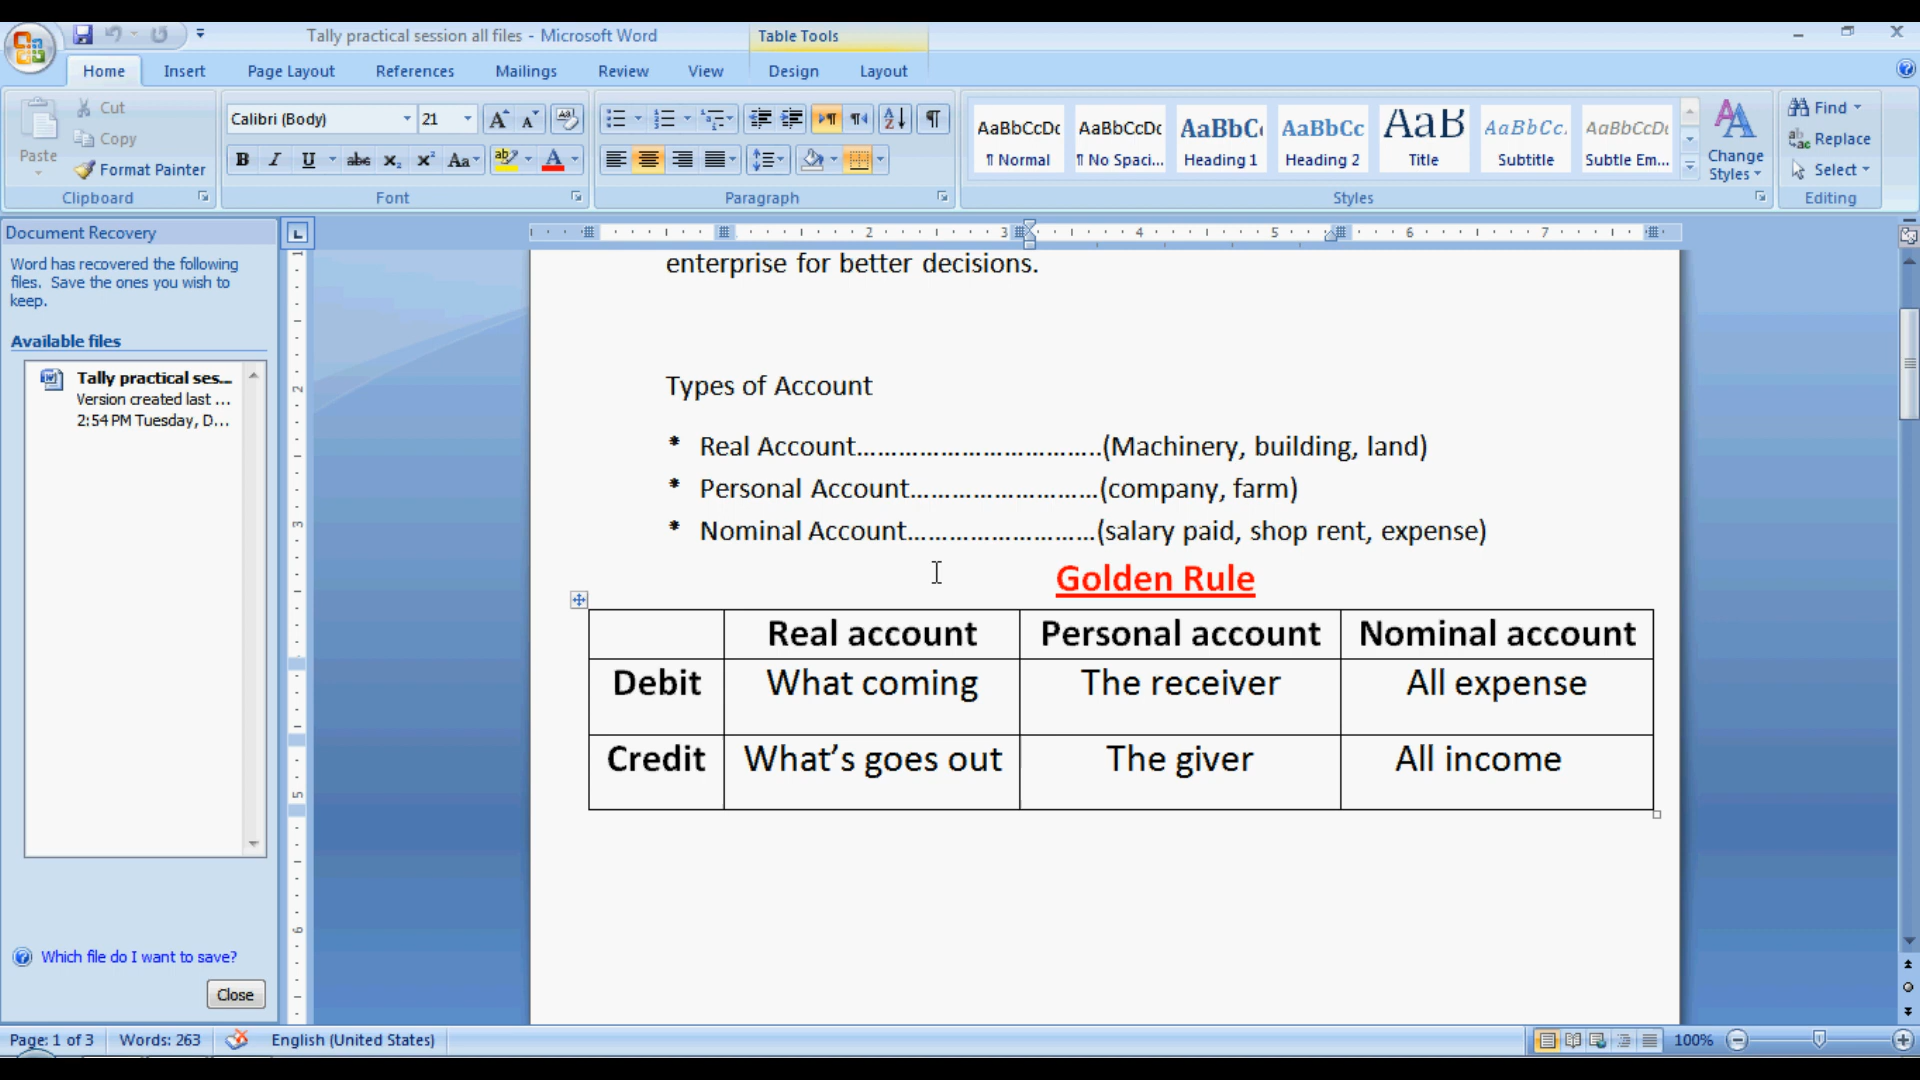 Tally practical session all files - Microsoft Word
Table Tools
Home
Insert
Page Layout
References
Mailings
Review
View
Design
Layout
Paste
Cut
Copy
Format Painter
Clipboard
Calibri (Body)
21
Font
Paragraph
AaBbCcDc
¶ Normal
AaBbCcDc
¶ No Spaci...
AaBbC
Heading 1
AaBbCc
Heading 2
AaB
Title
AaBbCc.
Subtitle
AaBbCcDc
Subtle Em...
Change
Styles
Styles
Find
Replace
Select
Editing
Document Recovery
Word has recovered the following
files. Save the ones you wish to
keep.
Available files
Tally practical ses...
Version created last ...
2:54 PM Tuesday, D...
Which file do I want to save?
Close
2 3 4 5 6 7
enterprise for better decisions.
Types of Account
* Real Account……………………………..(Machinery, building, land)
* Personal Account………………………(company, farm)
* Nominal Account………………………(salary paid, shop rent, expense)
Golden Rule
Real account Personal account Nominal account
Debit What coming The receiver All expense
Credit What’s goes out The giver All income
Page: 1 of 3
Words: 263
English (United States)
100%